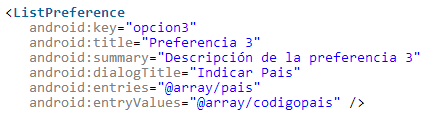 <ListPreference
android:key="opcion3"
android:title="Preferencia 3"
android:summary="Descripción de la preferencia 3"
android:dialogTitle="Indicar Pais"
android:entries="@array/pais"
android:entryValues="@array/codigopais" />